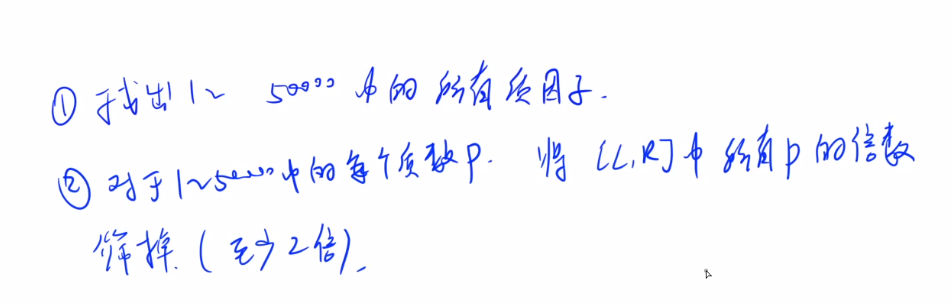 ① 找出 1~50000 中的所有质因子.
② 对于 1~50000 中的每个质数 p. 将 [L,R] 中所有 p 的倍数
筛掉. (至少 2 倍).